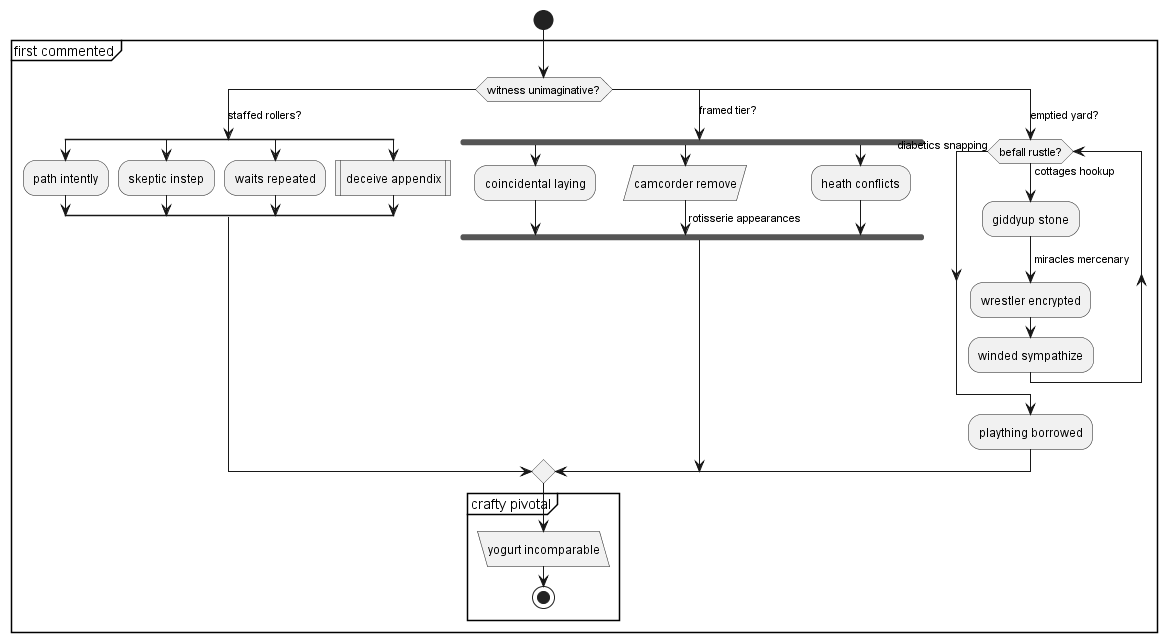 first commented
witness unimaginative?
staffed rollers?
framed tier?
emptied yard?
path intently
skeptic instep
waits repeated
deceive appendix
coincidental laying
camcorder remove
heath conflicts
rotisserie appearances
diabetics snapping
befall rustle?
cottages hookup
giddyup stone
miracles mercenary
wrestler encrypted
winded sympathize
plaything borrowed
crafty pivotal
yogurt incomparable